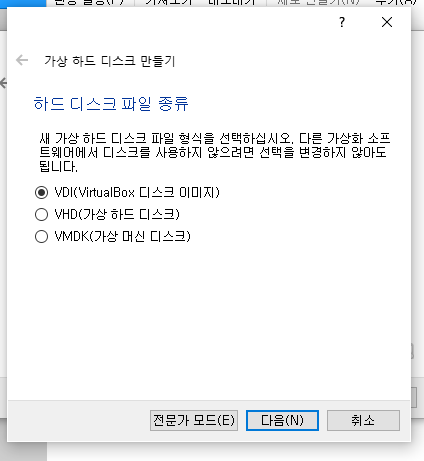 ?
가상 하드 디스크 만들기
하드 디스크 파일 종류
새 가상 하드 디스크 파일 형식을 선택하십시오. 다른 가상화 소프
트웨어에서 디스크를 사용하지 않으려면 선택을 변경하지 않아도
됩니다.
VDI(VirtualBox 디스크 이미지)
VHD(가상 하드 디스크)
VMDK(가상 머신 디스크)
전문가 모드(E) 다음(N) 취소